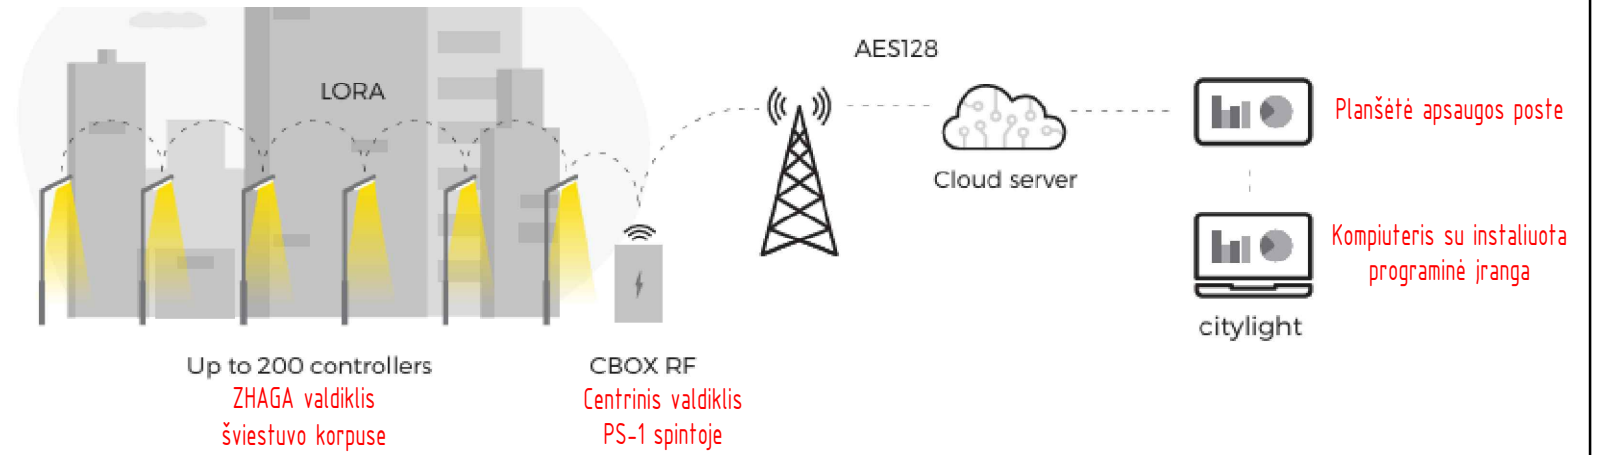 AES128
LORA
Planšėtė apsaugos poste
Cloud server
Kompiuteris su instaliuota
programinė įranga
citylight
Up to 200 controllers
ZHAGA valdiklis
šviestuvo korpuse
CBOX RF
Centrinis valdiklis
PS-1 spintoje